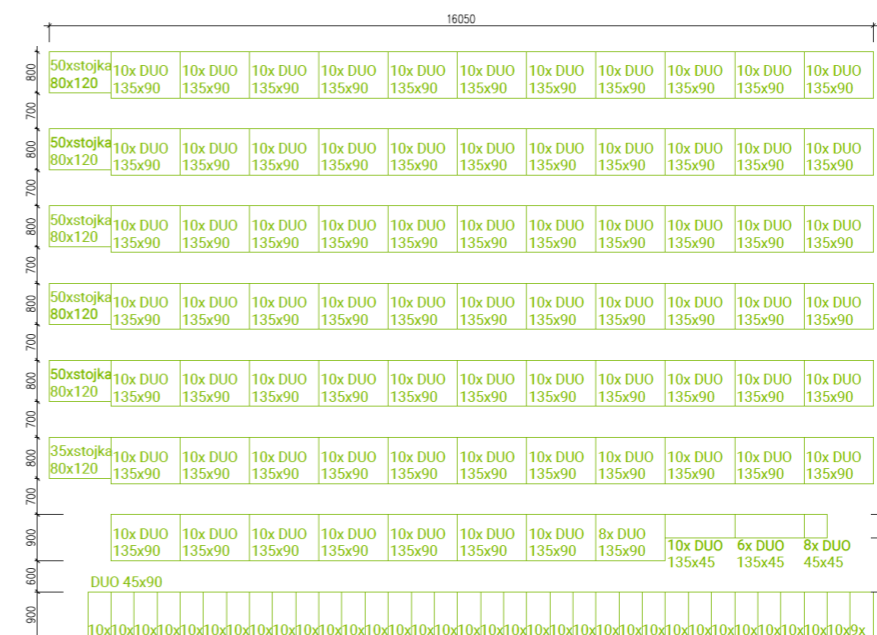 16050
800
50xstojka 10x DUO 10x DUO 10x DUO 10x DUO 10x DUO 10x DUO 10x DUO 10x DUO 10x DUO 10x DUO 10x DUO
80x120 135x90 135x90 135x90 135x90 135x90 135x90 135x90 135x90 135x90 135x90 135x90
700
800
50xstojka 10x DUO 10x DUO 10x DUO 10x DUO 10x DUO 10x DUO 10x DUO 10x DUO 10x DUO 10x DUO 10x DUO
80x120 135x90 135x90 135x90 135x90 135x90 135x90 135x90 135x90 135x90 135x90 135x90
700
800
50xstojka 10x DUO 10x DUO 10x DUO 10x DUO 10x DUO 10x DUO 10x DUO 10x DUO 10x DUO 10x DUO 10x DUO
80x120 135x90 135x90 135x90 135x90 135x90 135x90 135x90 135x90 135x90 135x90 135x90
700
800
50xstojka 10x DUO 10x DUO 10x DUO 10x DUO 10x DUO 10x DUO 10x DUO 10x DUO 10x DUO 10x DUO 10x DUO
80x120 135x90 135x90 135x90 135x90 135x90 135x90 135x90 135x90 135x90 135x90 135x90
700
800
50xstojka 10x DUO 10x DUO 10x DUO 10x DUO 10x DUO 10x DUO 10x DUO 10x DUO 10x DUO 10x DUO 10x DUO
80x120 135x90 135x90 135x90 135x90 135x90 135x90 135x90 135x90 135x90 135x90 135x90
700
800
35xstojka 10x DUO 10x DUO 10x DUO 10x DUO 10x DUO 10x DUO 10x DUO 10x DUO 10x DUO 10x DUO 10x DUO
80x120 135x90 135x90 135x90 135x90 135x90 135x90 135x90 135x90 135x90 135x90 135x90
700
900
10x DUO 10x DUO 10x DUO 10x DUO 10x DUO 10x DUO 10x DUO 8x DUO
135x90 135x90 135x90 135x90 135x90 135x90 135x90 135x90
10x DUO 6x DUO 8x DUO
135x45 135x45 45x45
600
DUO 45x90
900
10x10x10x10x10x10x10x10x10x10x10x10x10x10x10x10x10x10x10x10x10x10x10x10x10x10x10x10x10x10x10x10x10x9x